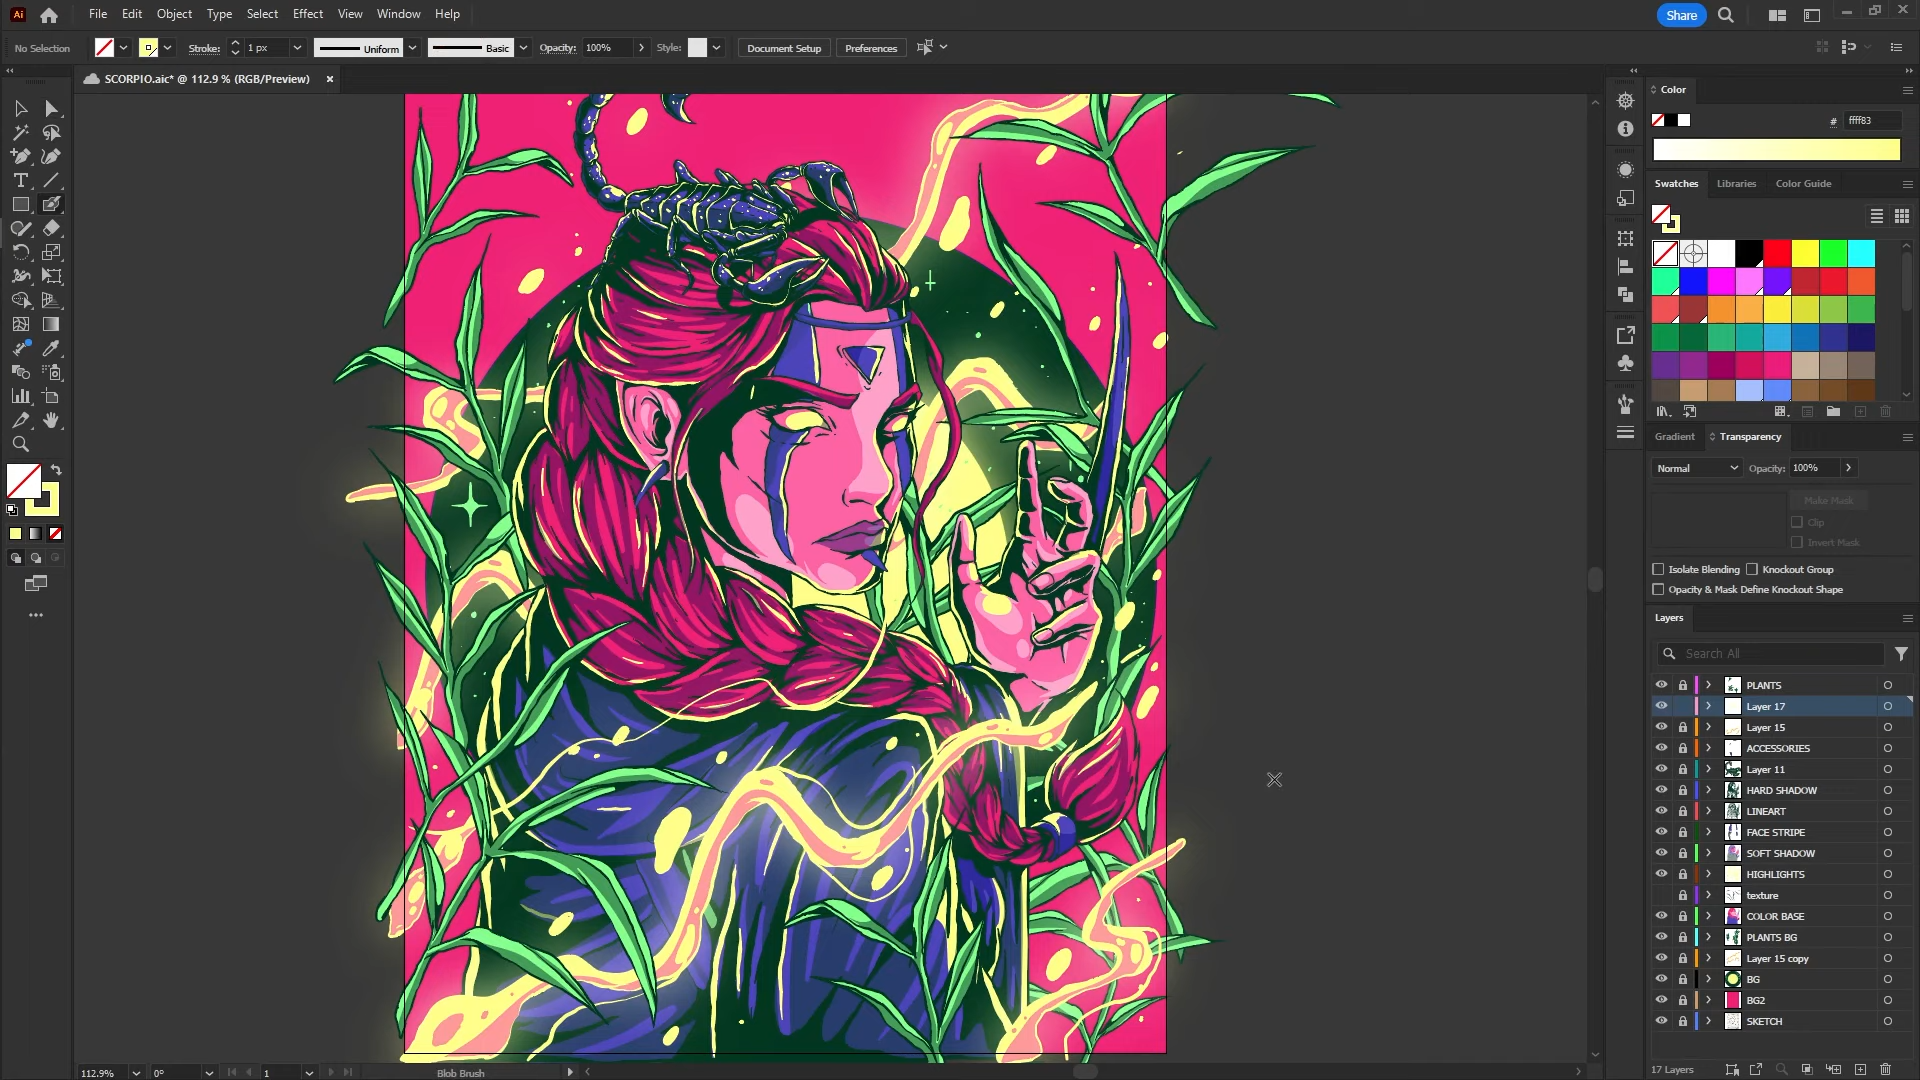 Ai File Edit Object Type Select Effect View Window Help Share
No Selection Stroke: 1 px Uniform Basic Opacity: 100% Style: Document Setup Preferences
SCORPIO.aic* @ 112.9 % (RGB/Preview) ×
Color
# ffff83
Swatches Libraries Color Guide
Gradient Transparency
Normal Opacity: 100%
Make Mask
Clip
Invert Mask
Isolate Blending Knockout Group
Opacity & Mask Define Knockout Shape
Layers
Search All
PLANTS
Layer 17
Layer 15
ACCESSORIES
Layer 11
HARD SHADOW
LINEART
FACE STRIPE
SOFT SHADOW
HIGHLIGHTS
texture
COLOR BASE
PLANTS BG
Layer 15 copy
BG
BG2
SKETCH
112.9% 0° 1 Blob Brush 17 Layers